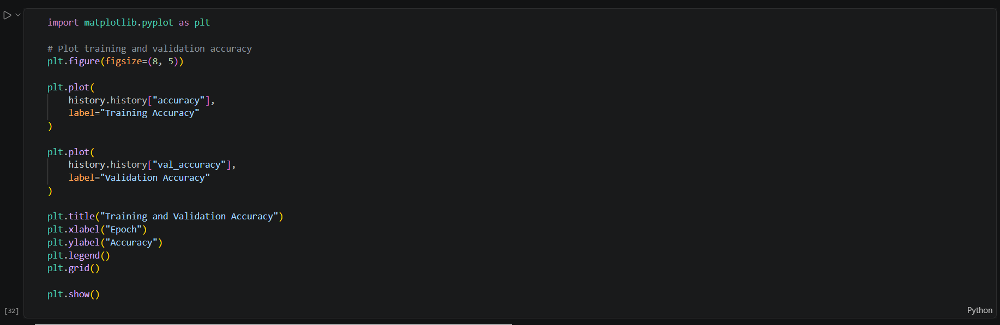 import matplotlib.pyplot as plt
# Plot training and validation accuracy
plt.figure(figsize=(8, 5))
plt.plot(
    history.history["accuracy"],
    label="Training Accuracy"
)
plt.plot(
    history.history["val_accuracy"],
    label="Validation Accuracy"
)
plt.title("Training and Validation Accuracy")
plt.xlabel("Epoch")
plt.ylabel("Accuracy")
plt.legend()
plt.grid()
plt.show()
[32]
Python